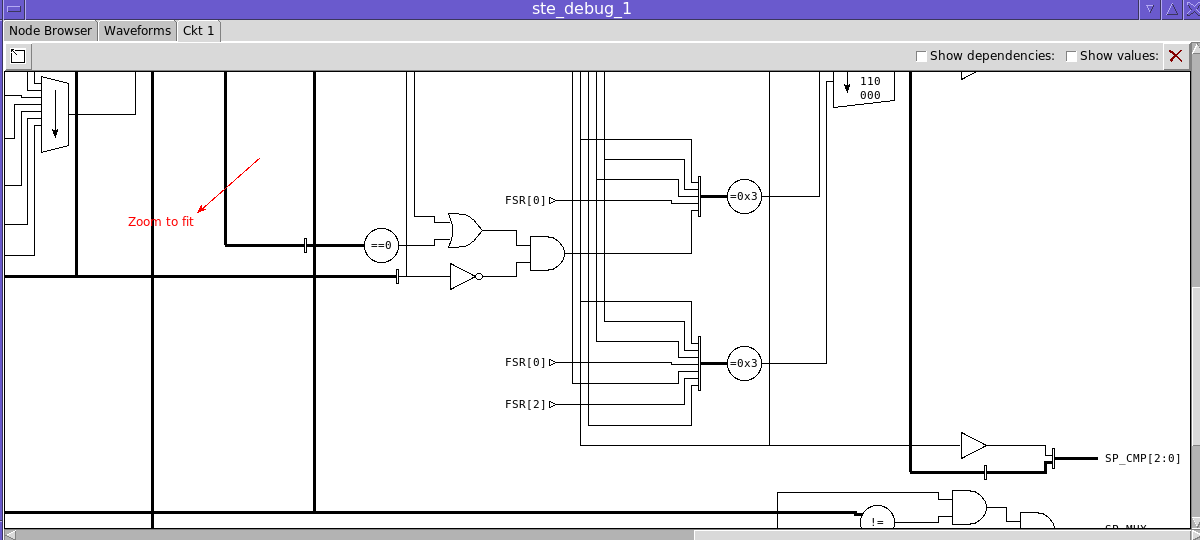 ste_debug_1
Node Browser
Waveforms
Ckt 1
Show dependencies:
Show values:
110
000
FSR[0]
=0x3
Zoom to fit
==0
FSR[0]
=0x3
FSR[2]
SP_CMP[2:0]
!=
SP_MUX